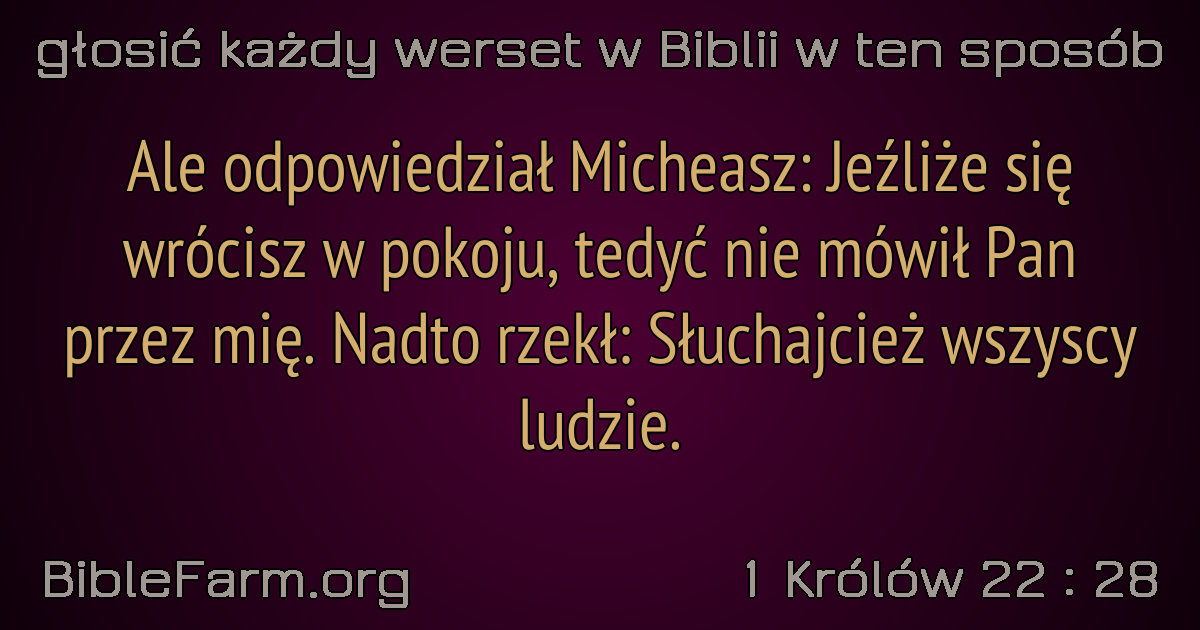 głosić każdy werset w Biblii w ten sposób
Ale odpowiedział Micheasz: Jeźliże się
wrócisz w pokoju, tedyć nie mówił Pan
przez mię. Nadto rzekł: Słuchajcież wszyscy
ludzie.
BibleFarm.org
1 Królów 22 : 28